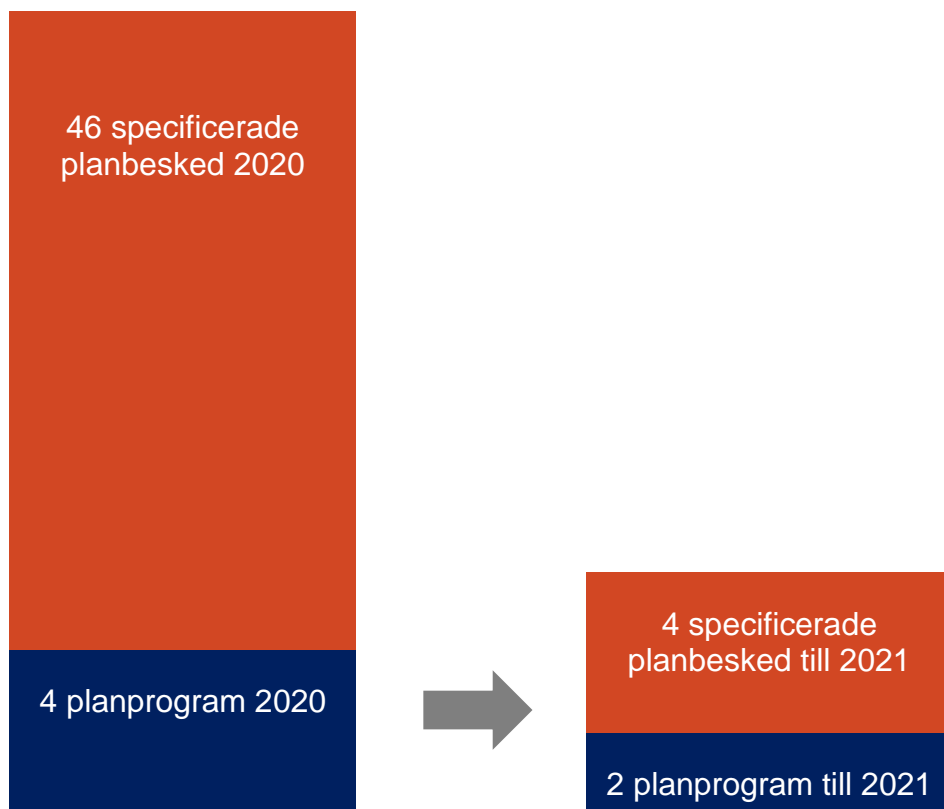 46 specificerade
planbesked 2020
4 planprogram 2020
4 specificerade
planbesked till 2021
2 planprogram till 2021